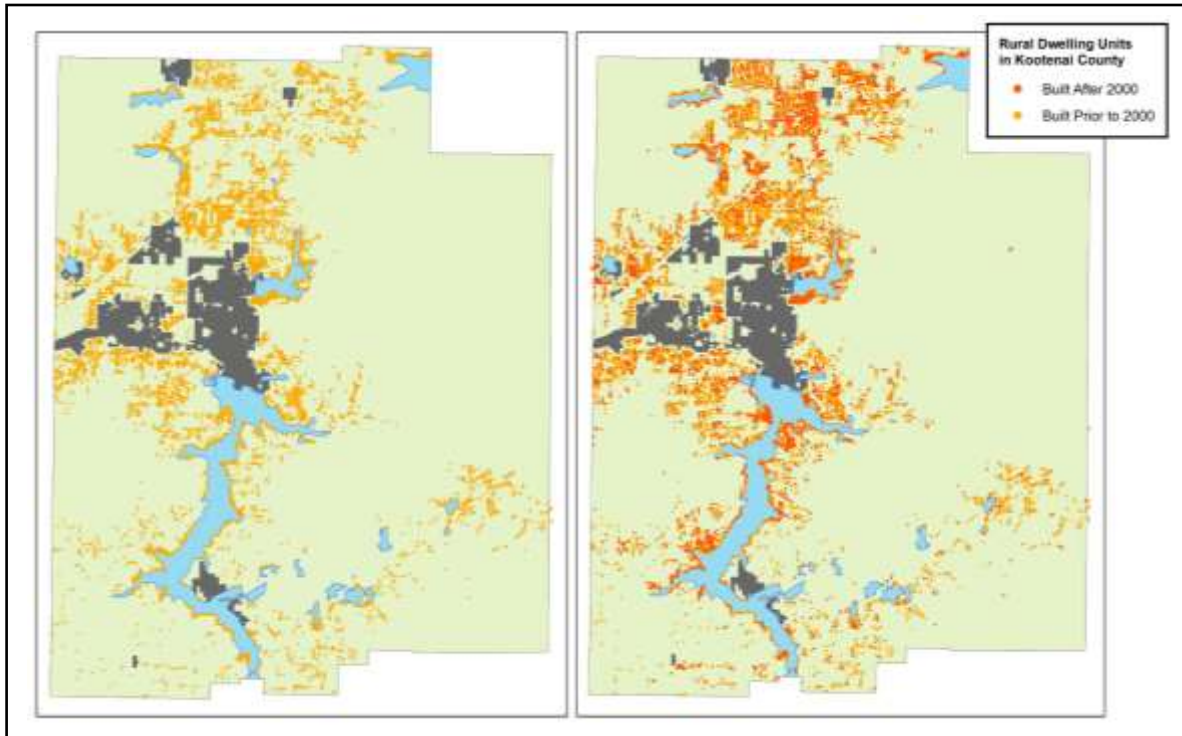 Rural Dwelling Units
in Kootenai County
Built After 2000
Built Prior to 2000